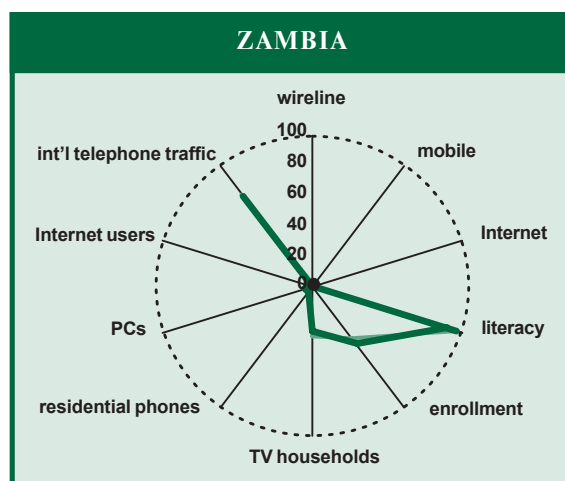 ZAMBIA
wireline
100
80
60
40
20
0
mobile
Internet
literacy
enrollment
TV households
residential phones
PCs
Internet users
int'l telephone traffic